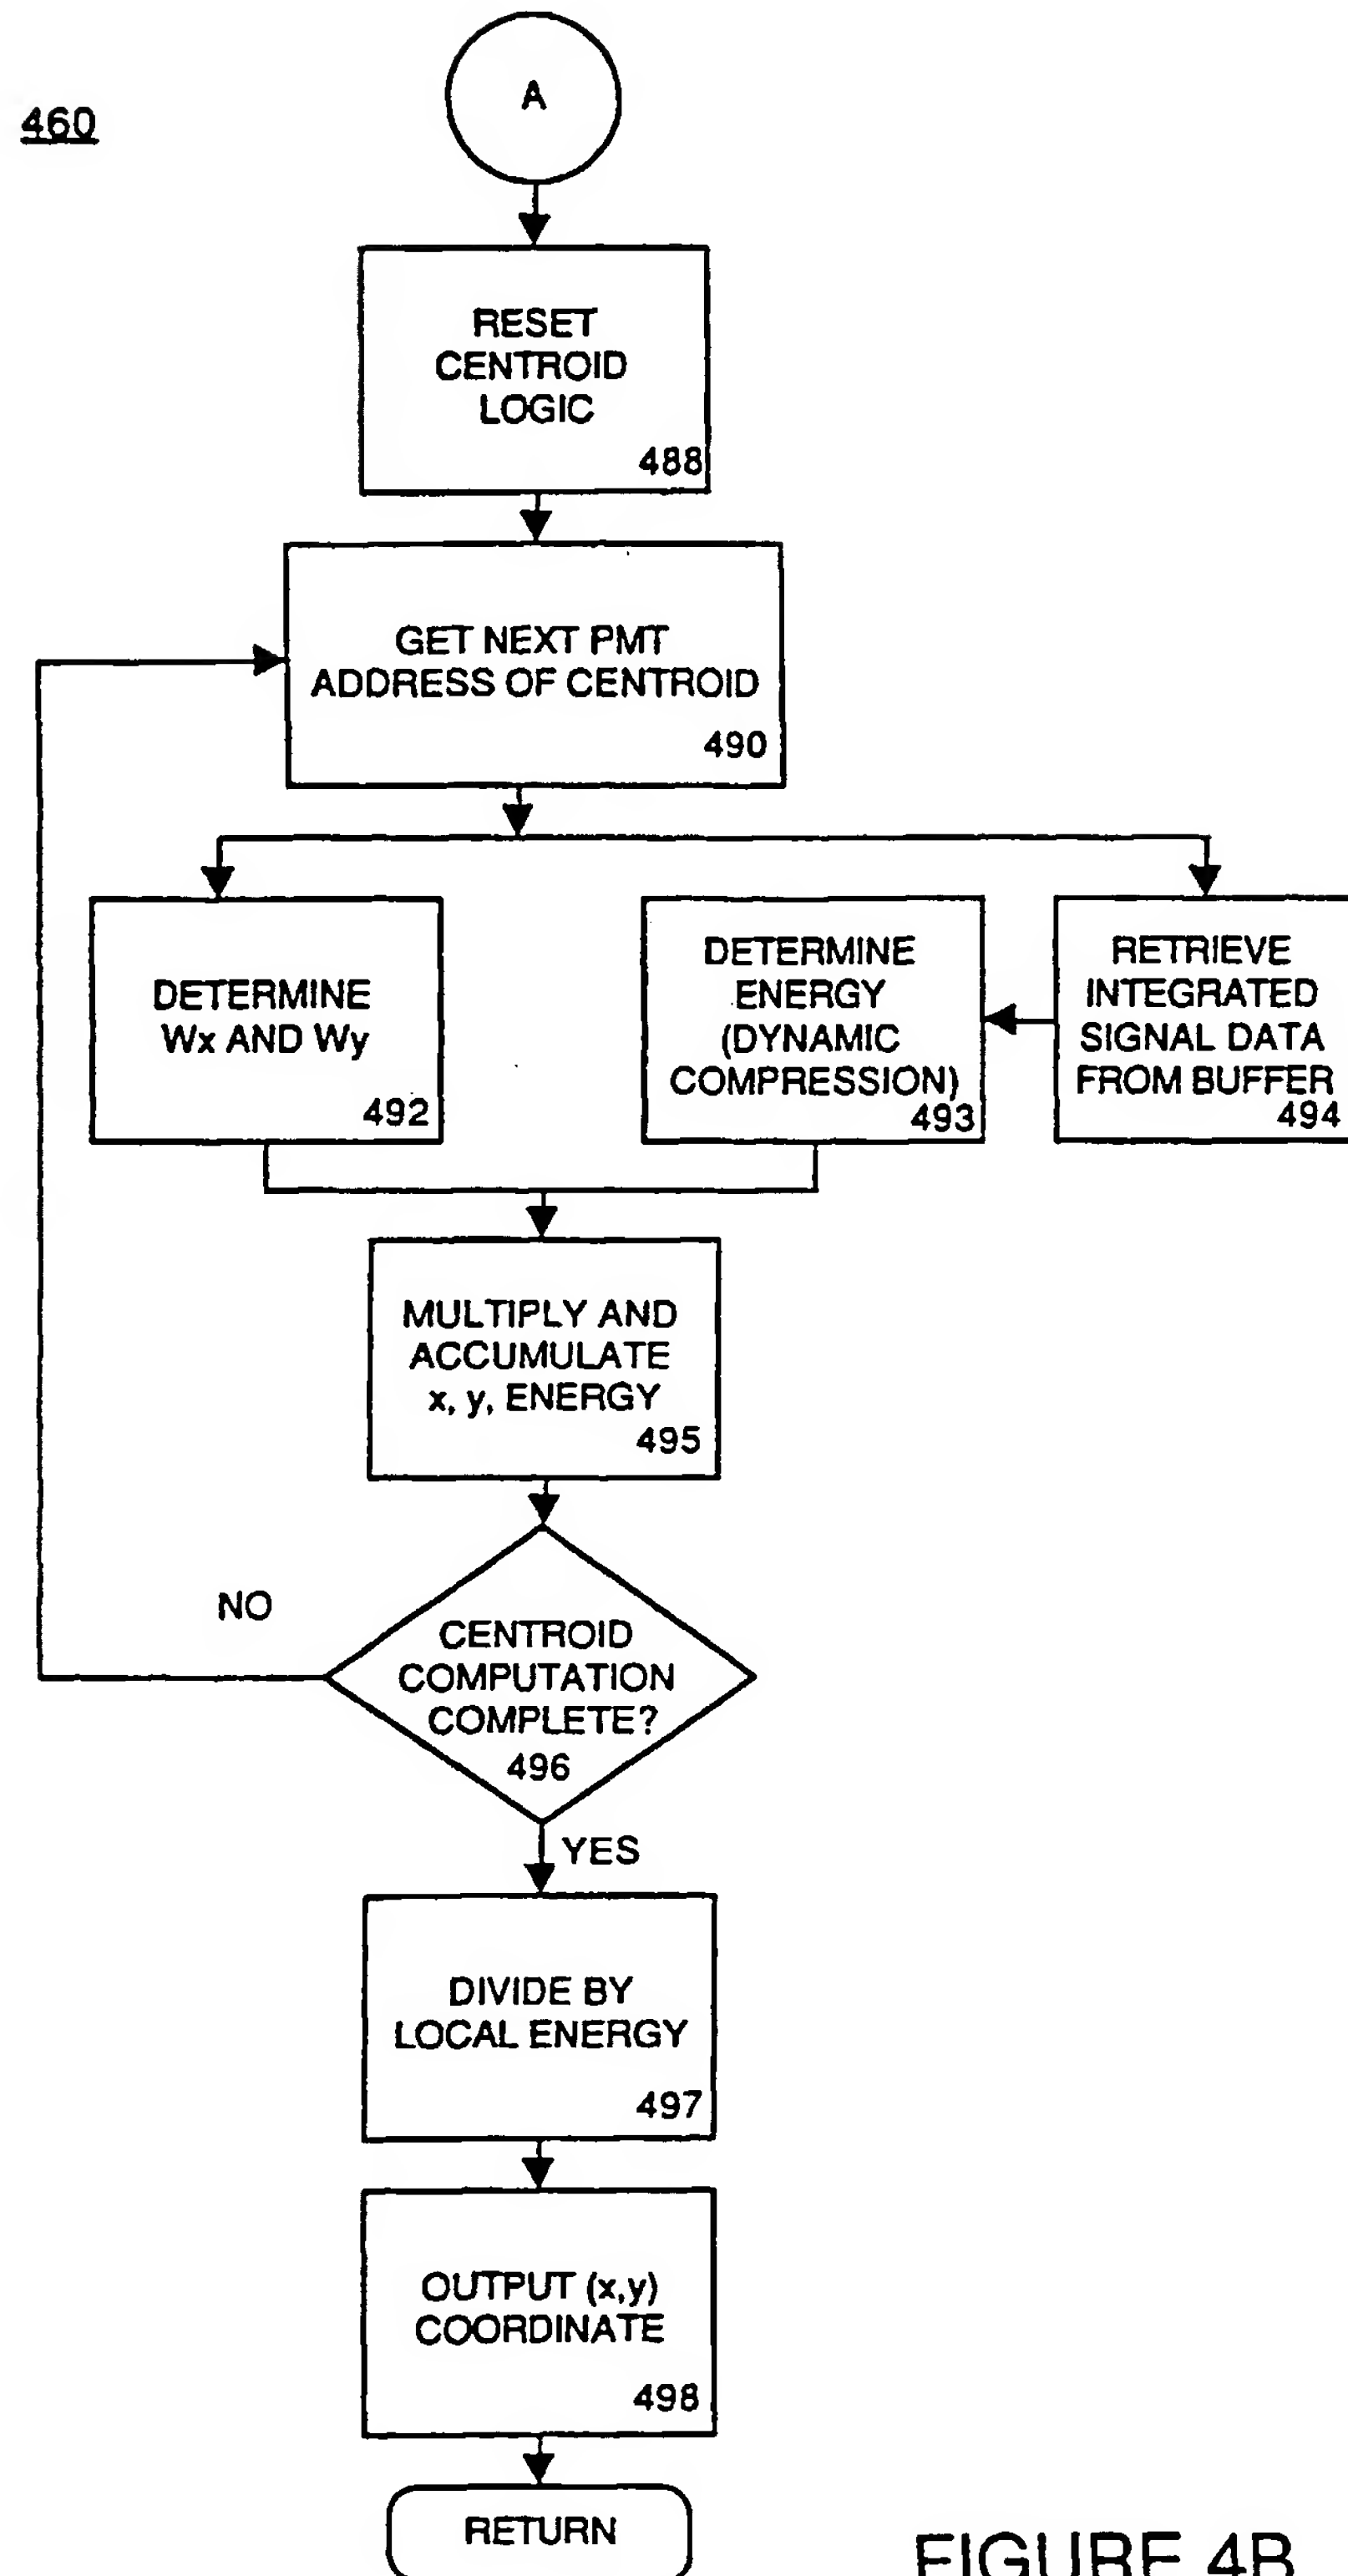 460
A
RESET
CENTROID
LOGIC
488
GET NEXT PMT
ADDRESS OF CENTROID
490
DETERMINE
Wx AND Wy
492
DETERMINE
ENERGY
(DYNAMIC
COMPRESSION)
493
RETRIEVE
INTEGRATED
SIGNAL DATA
FROM BUFFER
494
MULTIPLY AND
ACCUMULATE
x, y, ENERGY
495
NO
CENTROID
COMPUTATION
COMPLETE?
496
YES
DIVIDE BY
LOCAL ENERGY
497
OUTPUT (x,y)
COORDINATE
498
RETURN
FIGURE 4B